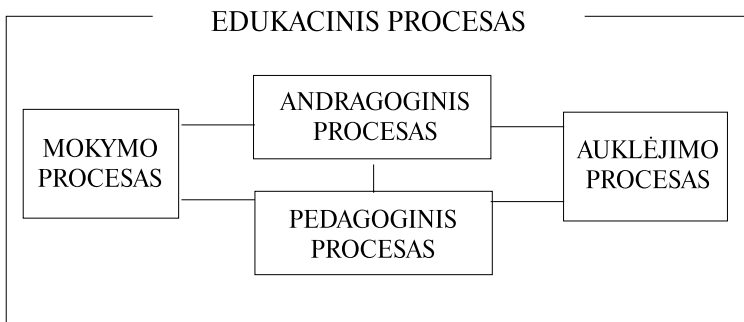 EDUKACINIS PROCESAS
ANDRAGOGINIS
PROCESAS
MOKYMO
PROCESAS
AUKLĖJIMO
PROCESAS
PEDAGOGINIS
PROCESAS